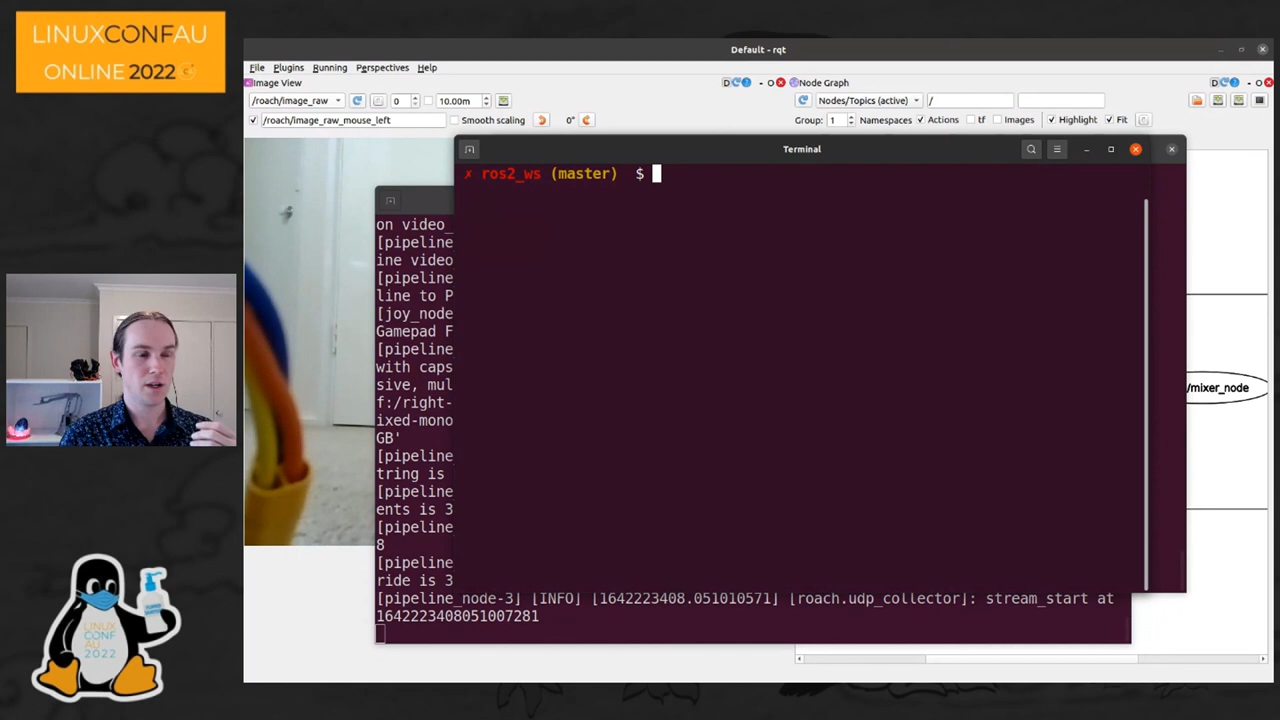 LINUXCONFAU
ONLINE 2022
Default - rqt
File Plugins Running Perspectives Help
Image View
D
O
Node Graph
D
O
/roach/image_raw
0
10.00m
Nodes/Topics (active)
/
/roach/image_raw_mouse_left
Smooth scaling
0°
Group: 1
Namespaces
Actions
tf
Images
Highlight
Fit
Terminal
✗ ros2_ws (master) $
on video_
[pipeline
ine video
[pipeline
line to P
[joy_node
Gamepad F
[pipeline
with caps
sive, mul
f:/right-
ixed-mono
GB'
[pipeline
tring is
[pipeline
ents is 3
[pipeline
8
[pipeline
ride is 3
[pipeline_node-3] [INFO] [1642223408.051010571] [roach.udp_collector]: stream_start at
1642223408051007281
/mixer_node
LINUX
CONF
AU
2022